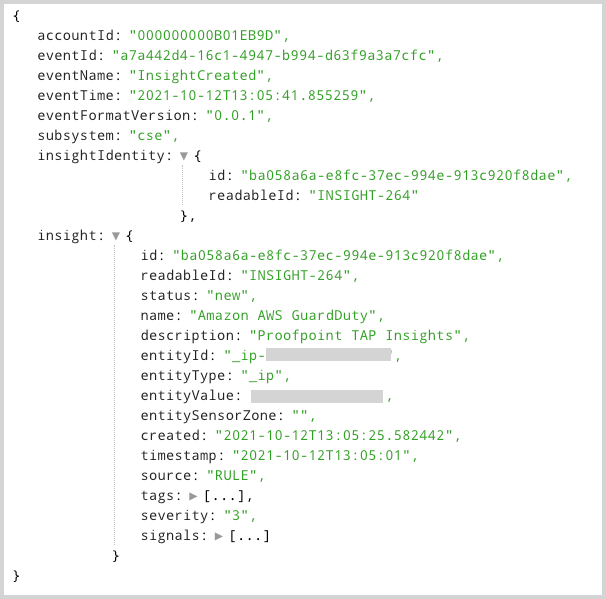 {
accountId: "000000000B01EB9D",
eventId: "a7a442d4-16c1-4947-b994-d63f9a3a7cfc",
eventName: "InsightCreated",
eventTime: "2021-10-12T13:05:41.855259",
eventFormatVersion: "0.0.1",
subsystem: "cse",
insightIdentity: ▼ {
id: "ba058a6a-e8fc-37ec-994e-913c920f8dae",
readableId: "INSIGHT-264"
},
insight: ▼ {
id: "ba058a6a-e8fc-37ec-994e-913c920f8dae",
readableId: "INSIGHT-264",
status: "new",
name: "Amazon AWS GuardDuty",
description: "Proofpoint TAP Insights",
entityId: "_ip- ",
entityType: "_ip",
entityValue: ,
entitySensorZone: "",
created: "2021-10-12T13:05:25.582442",
timestamp: "2021-10-12T13:05:01",
source: "RULE",
tags: ▶ [...],
severity: "3",
signals: ▶ [...]
}
}